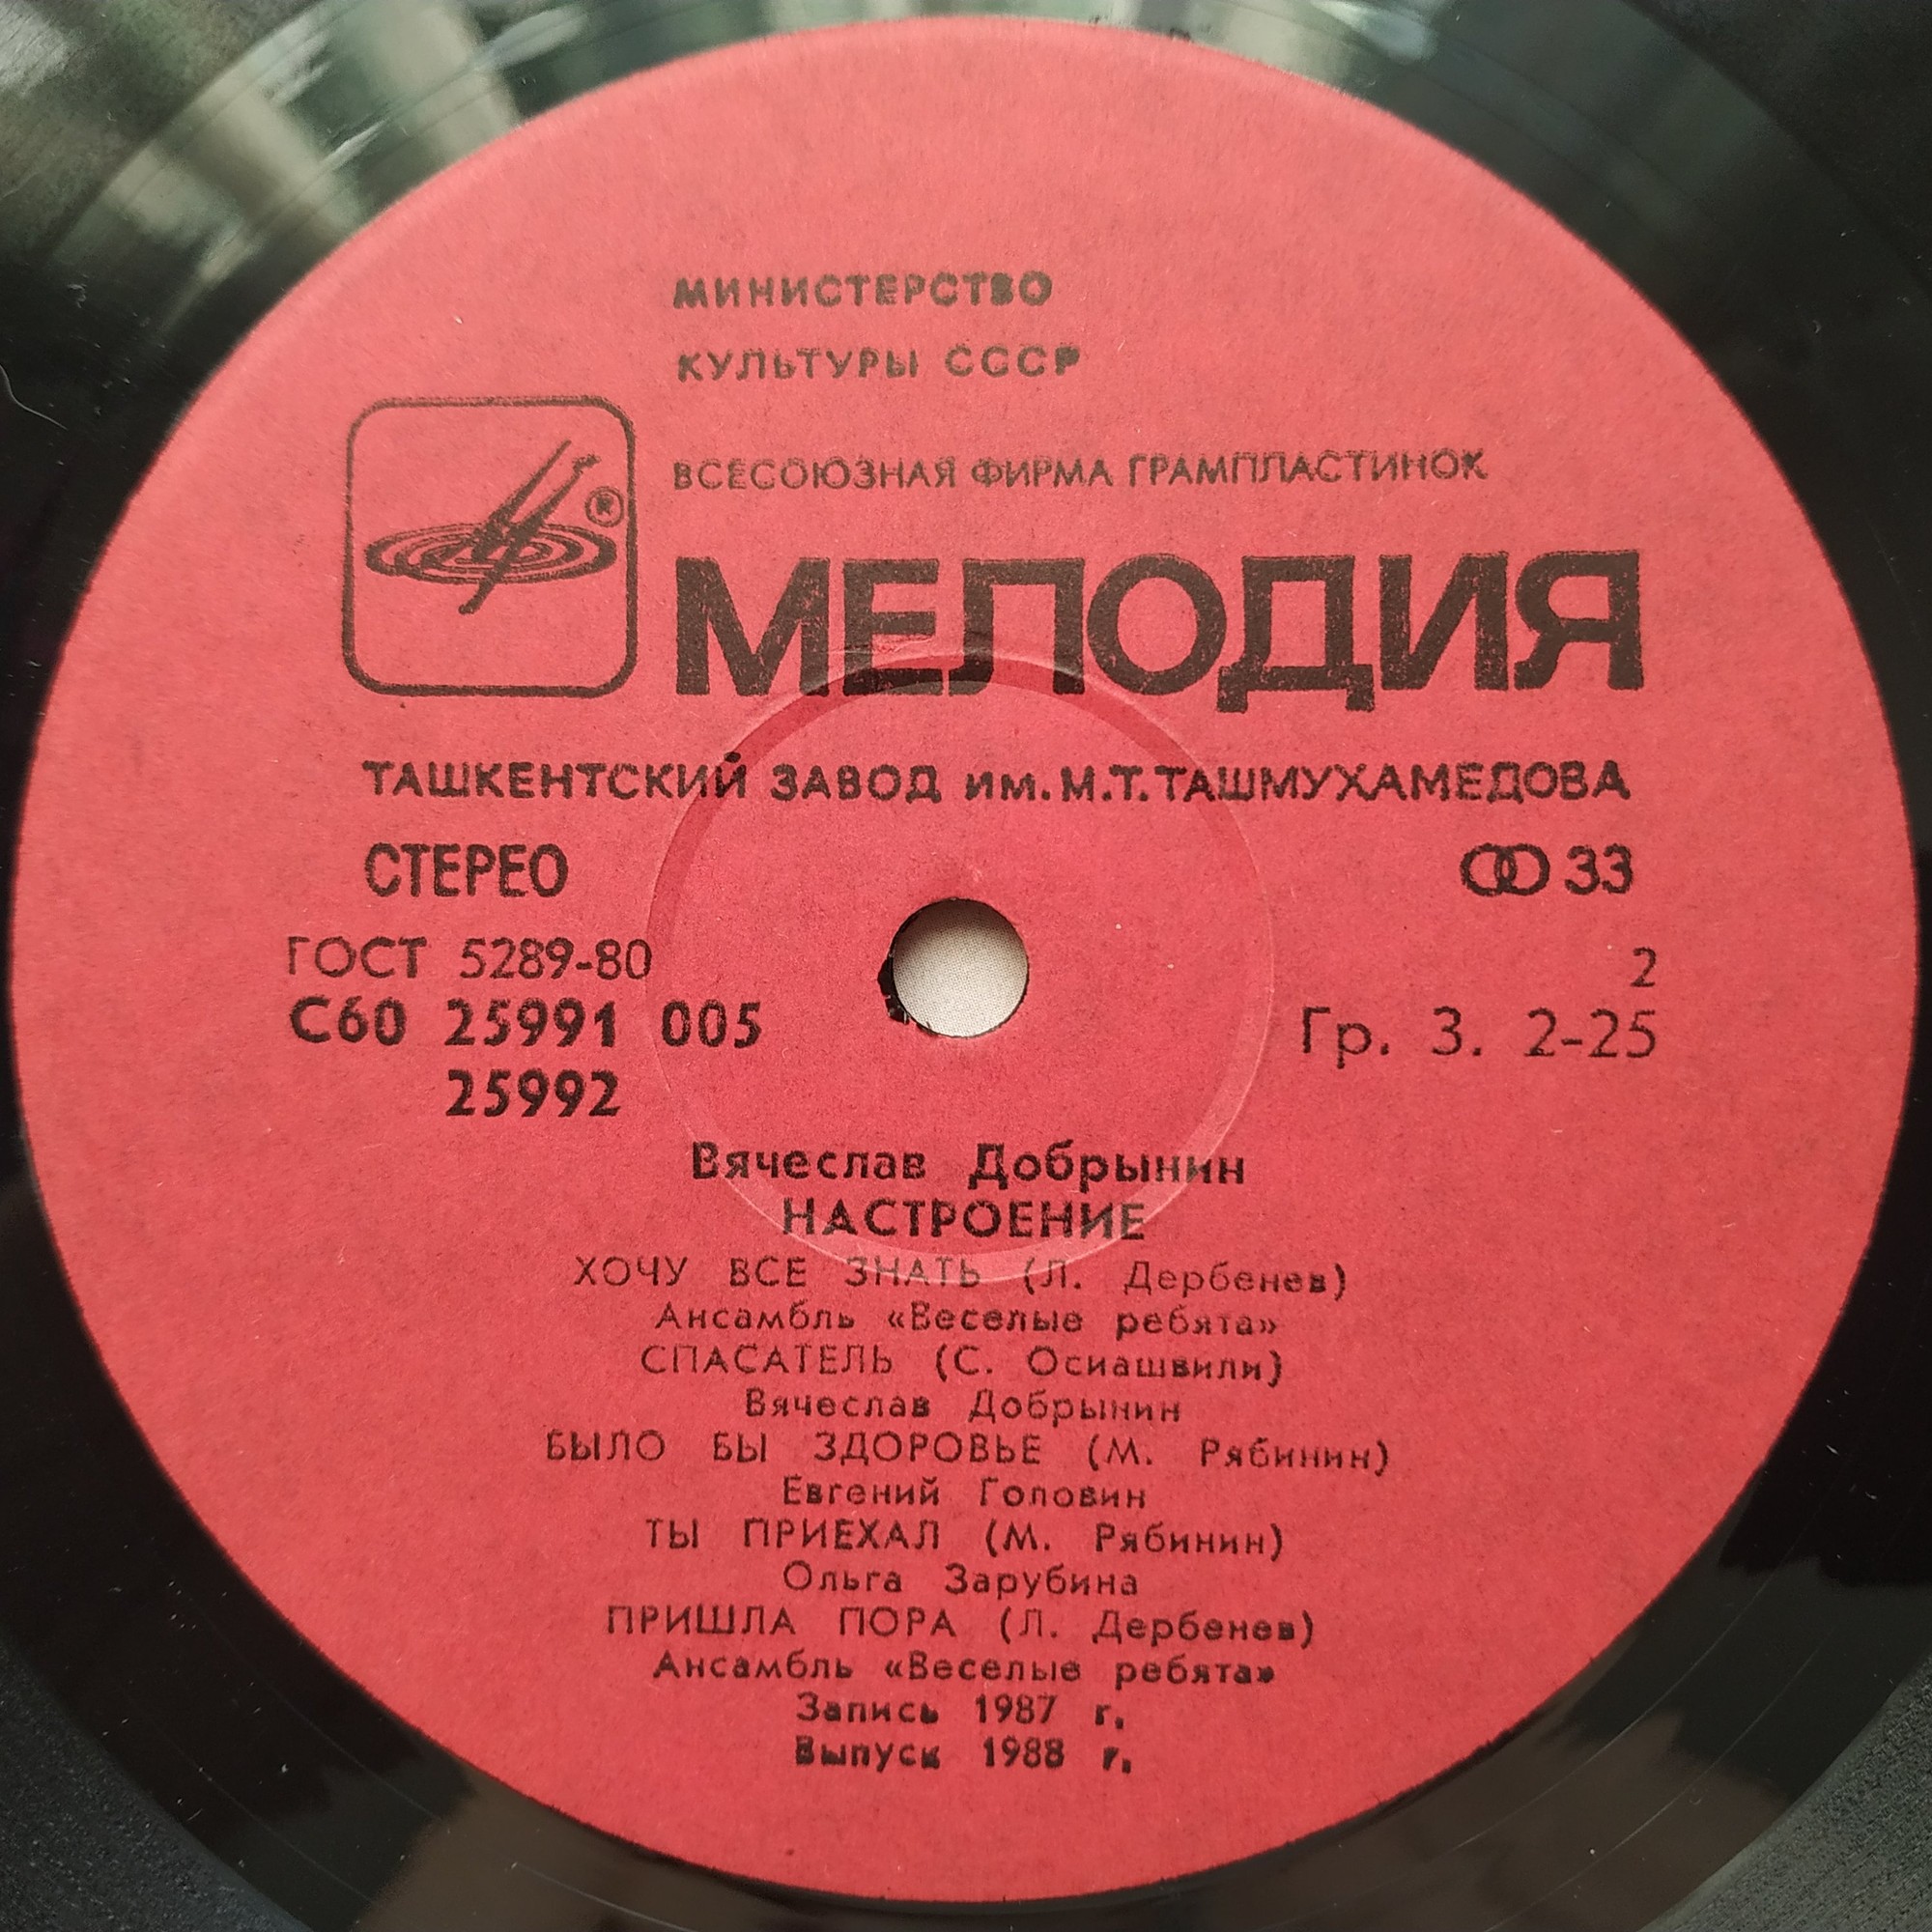 МИНИСТЕРСТВО
КУЛЬТУРЫ СССР
ВСЕСОЮЗНАЯ ФИРМА ГРАМПЛАСТИНОК
®
МЕЛОДИЯ
ТАШКЕНТСКИЙ ЗАВОД им. М.Т. ТАШМУХАМЕДОВА
СТЕРЕО 33
ГОСТ 5289-80 2
С60 25991 005 Гр. 3. 2-25
25992
Вячеслав Добрынин
НАСТРОЕНИЕ
ХОЧУ ВСЕ ЗНАТЬ (Л. Дербенев)
Ансамбль «Веселые ребята»
СПАСАТЕЛЬ (С. Осиашвили)
Вячеслав Добрынин
БЫЛО БЫ ЗДОРОВЬЕ (М. Рябинин)
Евгений Головин
ТЫ ПРИЕХАЛ (М. Рябинин)
Ольга Зарубина
ПРИШЛА ПОРА (Л. Дербенев)
Ансамбль «Веселые ребята»
Запись 1987 г.
Выпуск 1988 г.